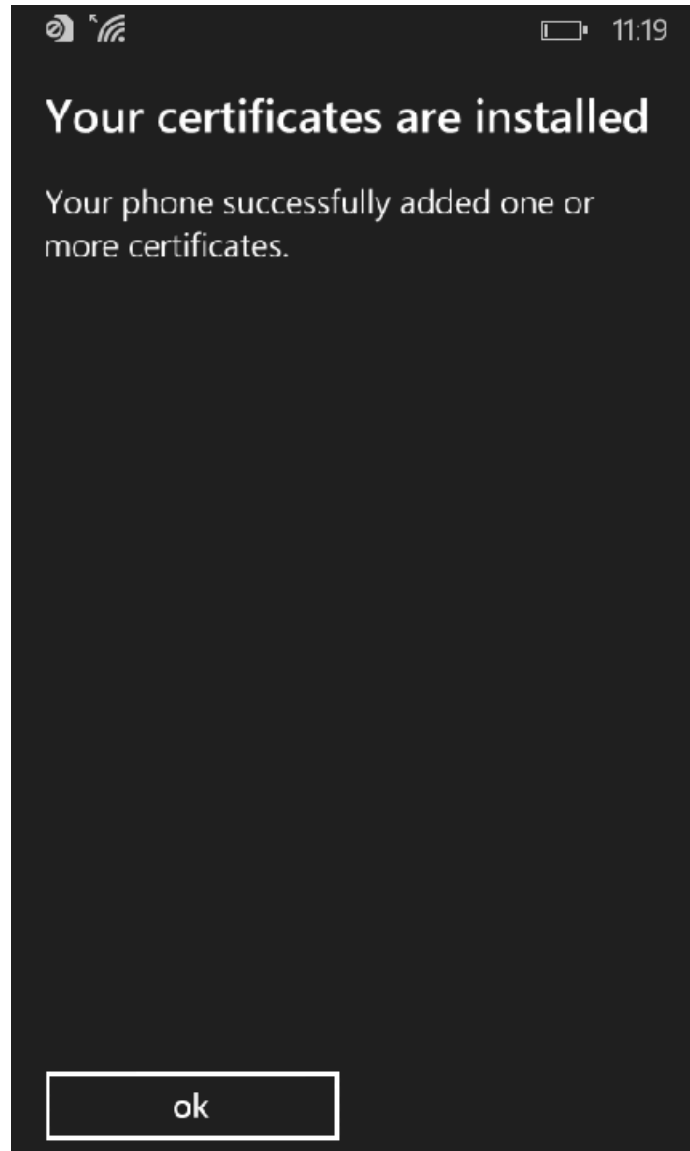 11:19
Your certificates are installed
Your phone successfully added one or
more certificates.
ok